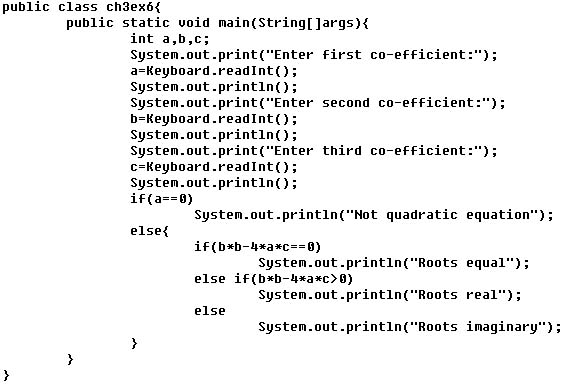 public class ch3ex6{
	public static void main(String[]args){
		int a,b,c;
		System.out.print("Enter first co-efficient:");
		a=Keyboard.readInt();
		System.out.println();
		System.out.print("Enter second co-efficient:");
		b=Keyboard.readInt();
		System.out.println();
		System.out.print("Enter third co-efficient:");
		c=Keyboard.readInt();
		System.out.println();
		if(a==0)
			System.out.println("Not quadratic equation");
		else{
			if(b*b-4*a*c==0)
				System.out.println("Roots equal");
			else if(b*b-4*a*c>0)
				System.out.println("Roots real");
			else
				System.out.println("Roots imaginary");
		}
	}
}